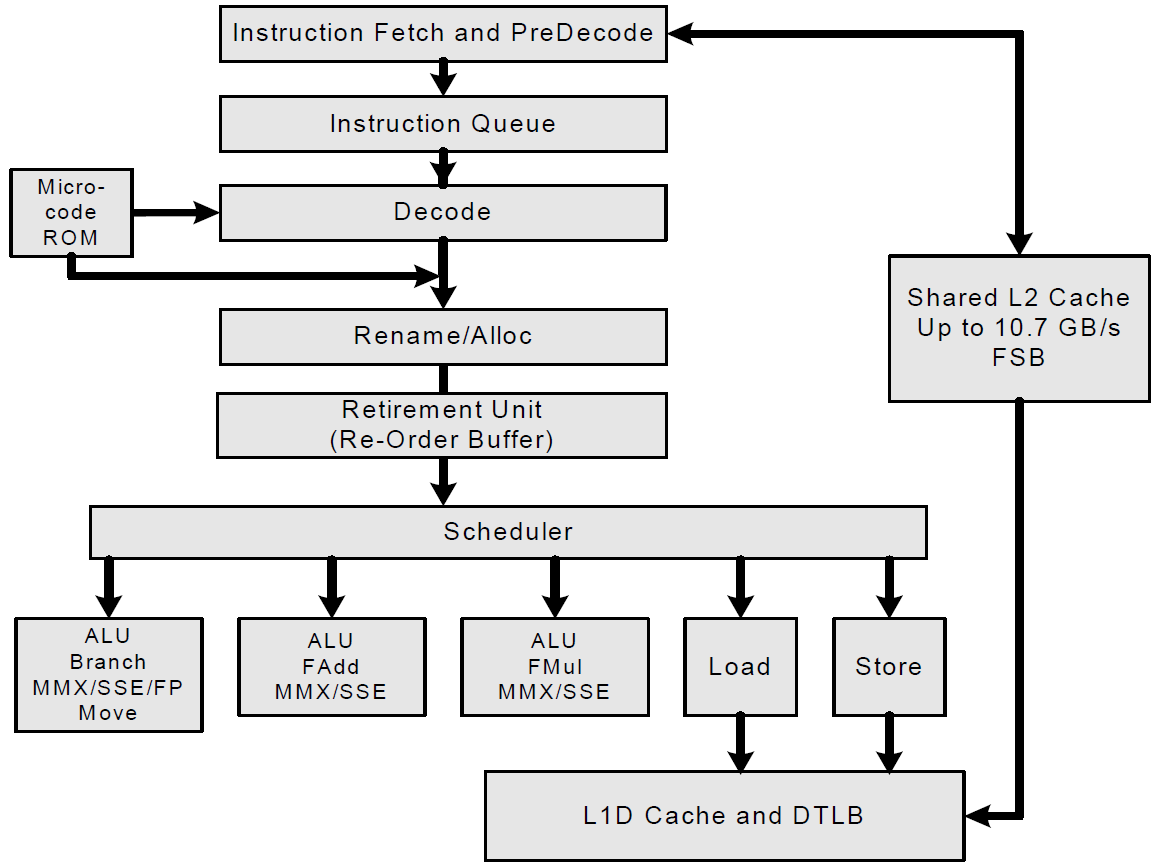 Instruction Fetch and PreDecode
Instruction Queue
Micro-
code
ROM
Decode
Shared L2 Cache
Up to 10.7 GB/s
FSB
Rename/Alloc
Retirement Unit
(Re-Order Buffer)
Scheduler
ALU
Branch
MMX/SSE/FP
Move
ALU
FAdd
MMX/SSE
ALU
FMul
MMX/SSE
Load
Store
L1D Cache and DTLB